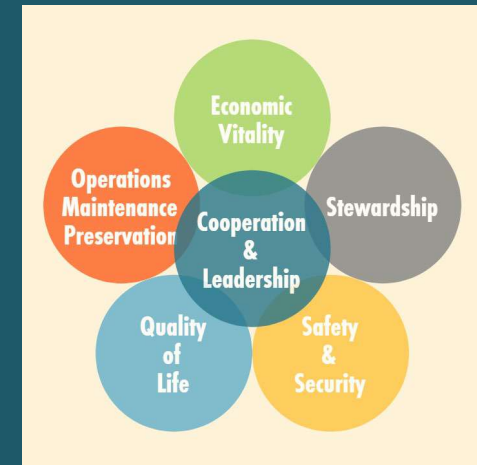 Economic
Vitality
Operations
Maintenance
Preservation
Cooperation
&
Leadership
Stewardship
Quality
of
Life
Safety
&
Security